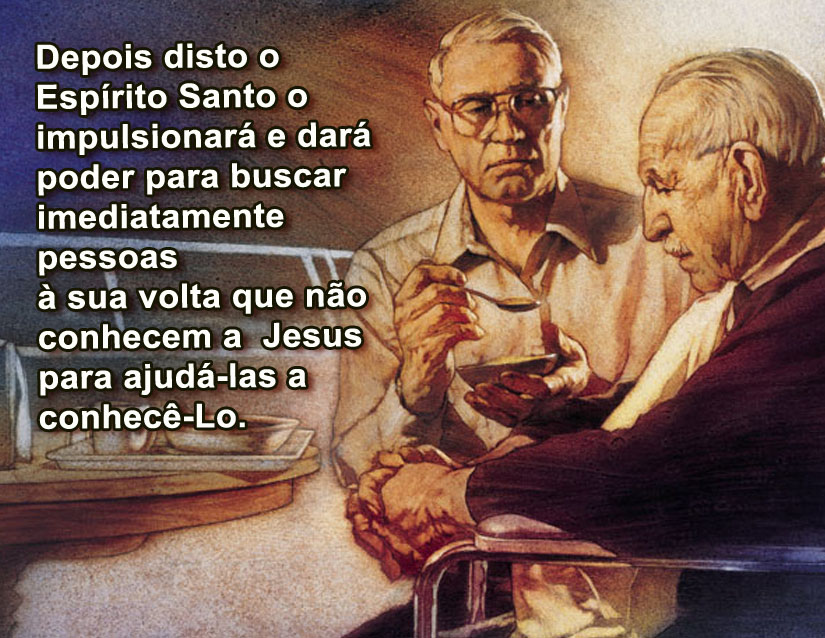 Depois disto o
Espírito Santo o
impulsionará e dará
poder para buscar
imediatamente
pessoas
à sua volta que não
conhecem a  Jesus
para ajudá-las a
conhecê-Lo.